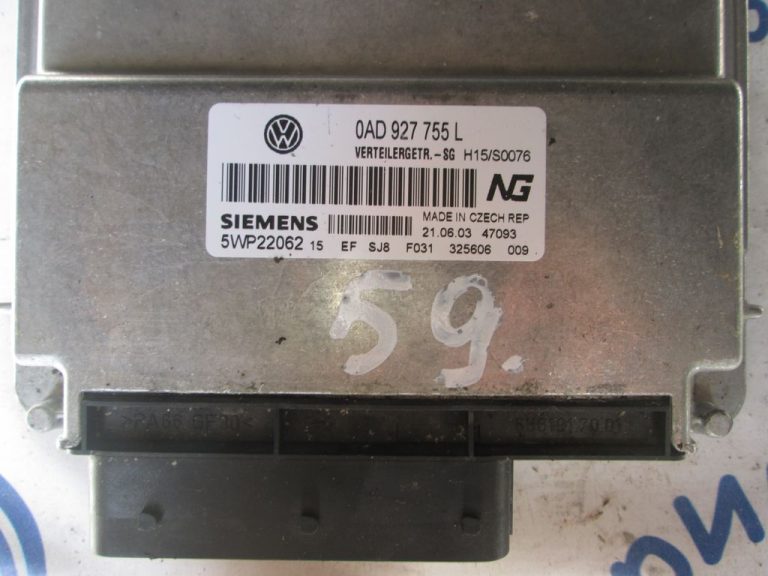 0AD 927 755 L
VERTEILERGETR.-SG H15/S0076
NG
SIEMENS
MADE IN CZECH REP
21.06.03 47093
5WP22062 15 EF SJ8 F031 325606 009
59.